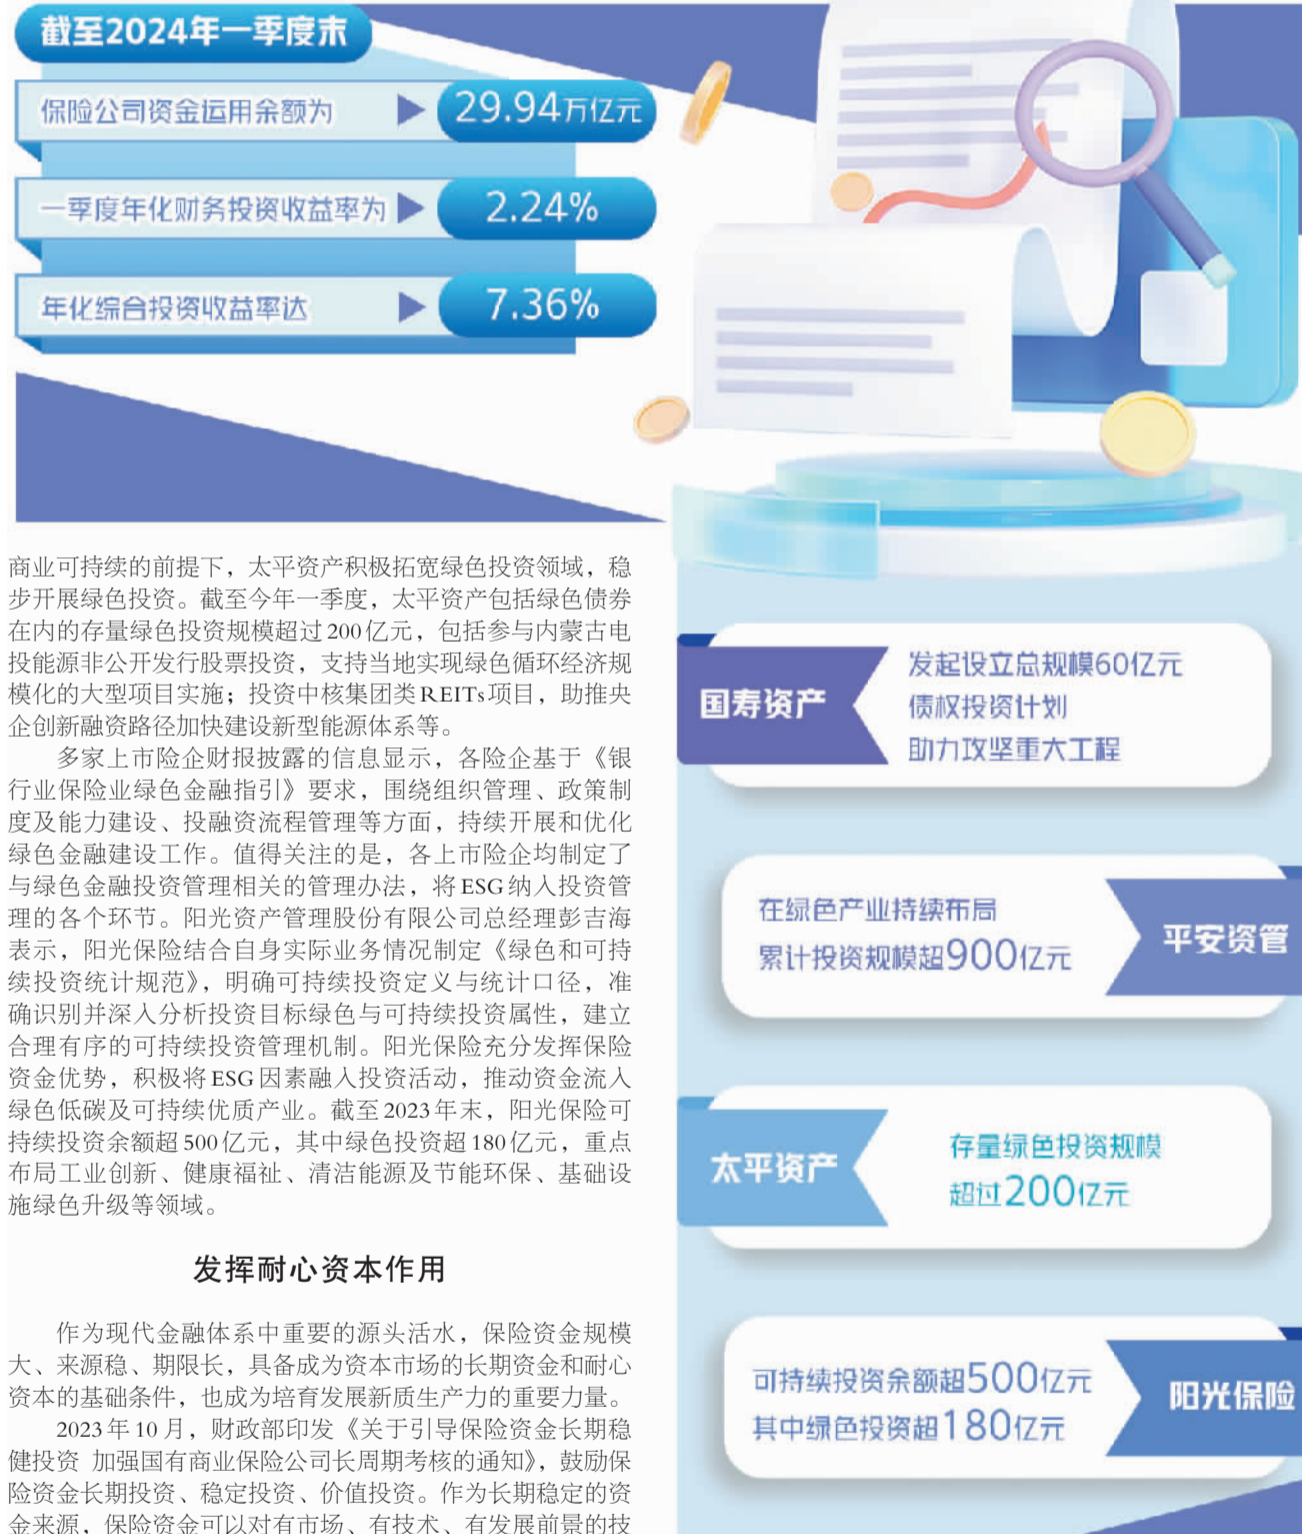 截至2024年一季度末
保险公司资金运用余额为
29.94万亿元
一季度年化财务投资收益率为
2.24%
年化综合投资收益率达
7.36%
商业可持续的前提下，太平资产积极拓宽绿色投资领域，稳
步开展绿色投资。截至今年一季度，太平资产包括绿色债券
在内的存量绿色投资规模超过200亿元，包括参与内蒙古电
投能源非公开发行股票投资，支持当地实现绿色循环经济规
模化的大型项目实施；投资中核集团类REITs项目，助推央
企创新融资路径加快建设新型能源体系等。
多家上市险企财报披露的信息显示，各险企基于《银
行业保险业绿色金融指引》要求，围绕组织管理、政策制
度及能力建设、投融资流程管理等方面，持续开展和优化
绿色金融建设工作。值得关注的是，各上市险企均制定了
与绿色金融投资管理相关的管理办法，将ESG纳入投资管
理的各个环节。阳光资产管理股份有限公司总经理彭吉海
表示，阳光保险结合自身实际业务情况制定《绿色和可持
续投资统计规范》，明确可持续投资定义与统计口径，准
确识别并深入分析投资目标绿色与可持续投资属性，建立
合理有序的可持续投资管理机制。阳光保险充分发挥保险
资金优势，积极将ESG因素融入投资活动，推动资金流入
绿色低碳及可持续优质产业。截至2023年末，阳光保险可
持续投资余额超500亿元，其中绿色投资超180亿元，重点
布局工业创新、健康福祉、清洁能源及节能环保、基础设
施绿色升级等领域。
发挥耐心资本作用
作为现代金融体系中重要的源头活水，保险资金规模
大、来源稳、期限长，具备成为资本市场的长期资金和耐心
资本的基础条件，也成为培育发展新质生产力的重要力量。
2023年10月，财政部印发《关于引导保险资金长期稳
健投资 加强国有商业保险公司长周期考核的通知》，鼓励保
险资金长期投资、稳定投资、价值投资。作为长期稳定的资
金来源，保险资金可以对有市场、有技术、有发展前景的技
国寿资产
发起设立总规模60亿元
债权投资计划
助力攻坚重大工程
在绿色产业持续布局
累计投资规模超900亿元
平安资管
太平资产
存量绿色投资规模
超过200亿元
可持续投资余额超500亿元
其中绿色投资超180亿元
阳光保险